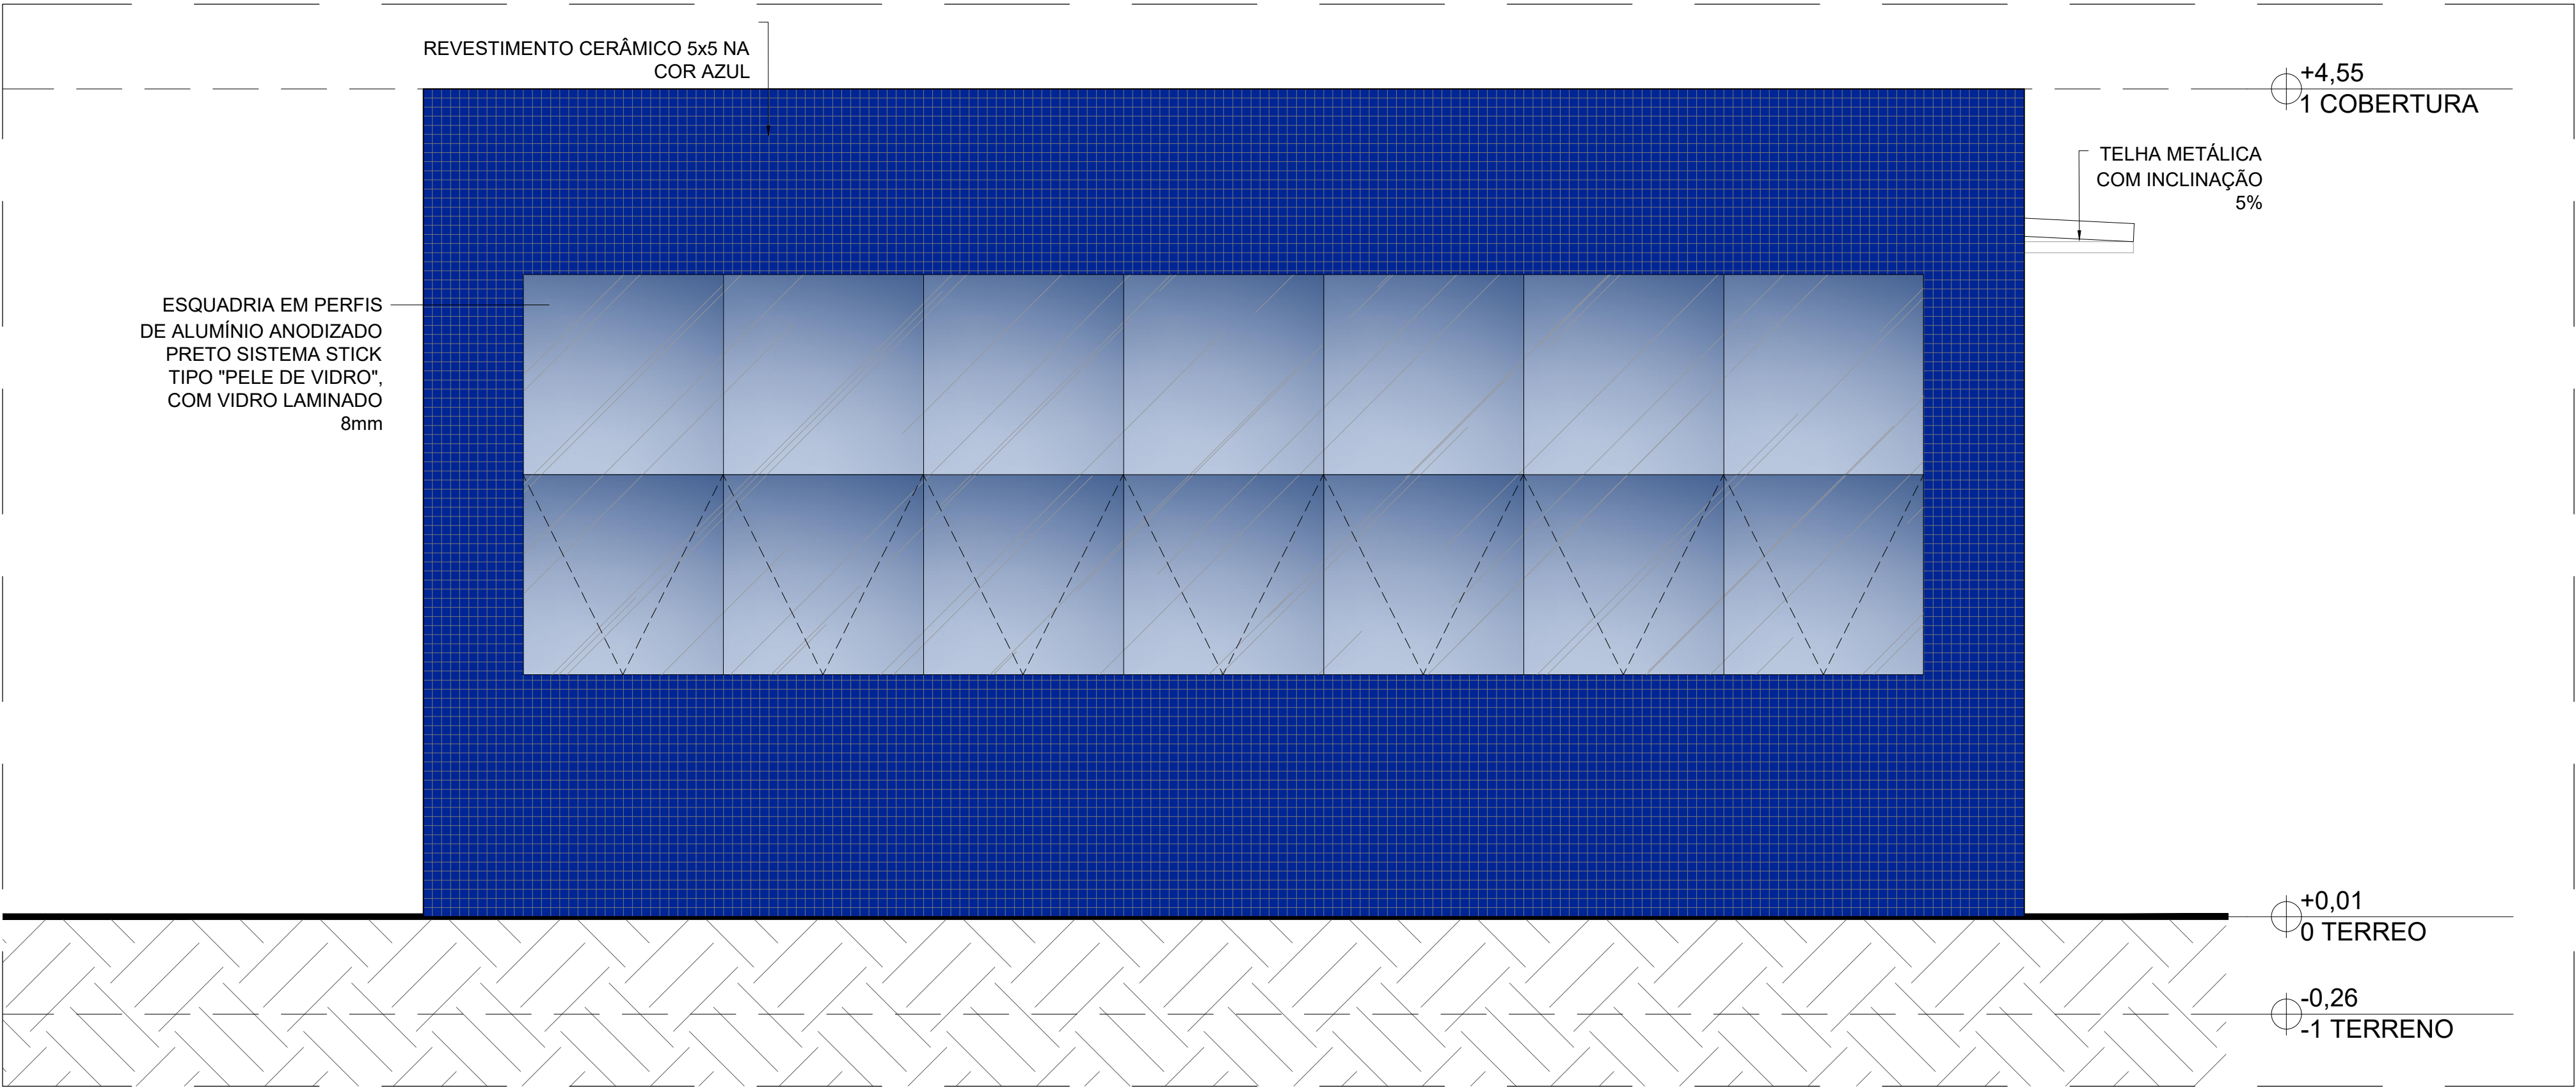 REVESTIMENTO CERÂMICO 5x5 NA
COR AZUL
+4,55
1 COBERTURA
TELHA METÁLICA
COM INCLINAÇÃO
5%
ESQUADRIA EM PERFIS
DE ALUMÍNIO ANODIZADO
PRETO SISTEMA STICK
TIPO "PELE DE VIDRO",
COM VIDRO LAMINADO
8mm
+0,01
0 TERREO
-0,26
-1 TERRENO